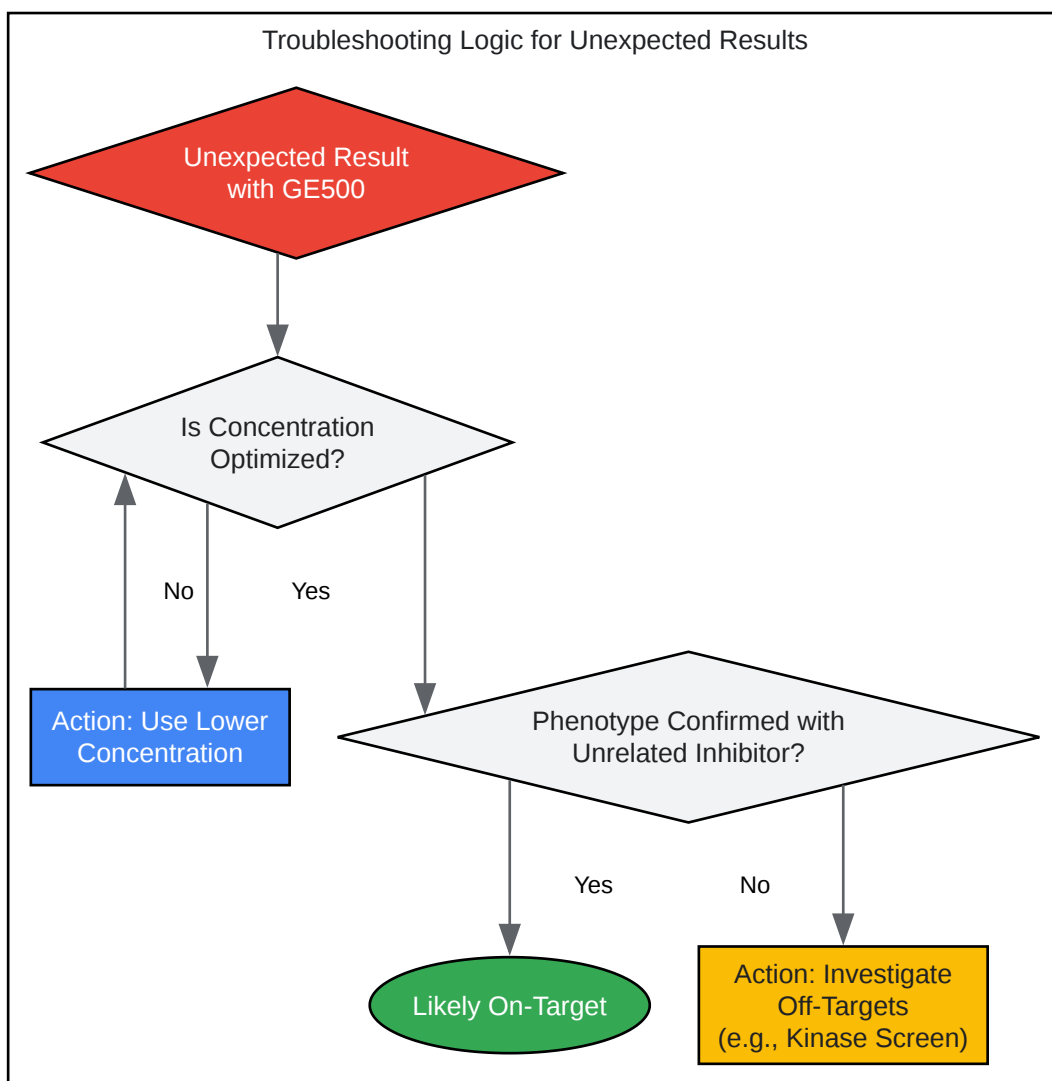 Troubleshooting Logic for Unexpected Results
Unexpected Result
with GE500
Is Concentration
Optimized?
No
Yes
Action: Use Lower
Concentration
Phenotype Confirmed with
Unrelated Inhibitor?
Yes
No
Likely On-Target
Action: Investigate
Off-Targets
(e.g., Kinase Screen)